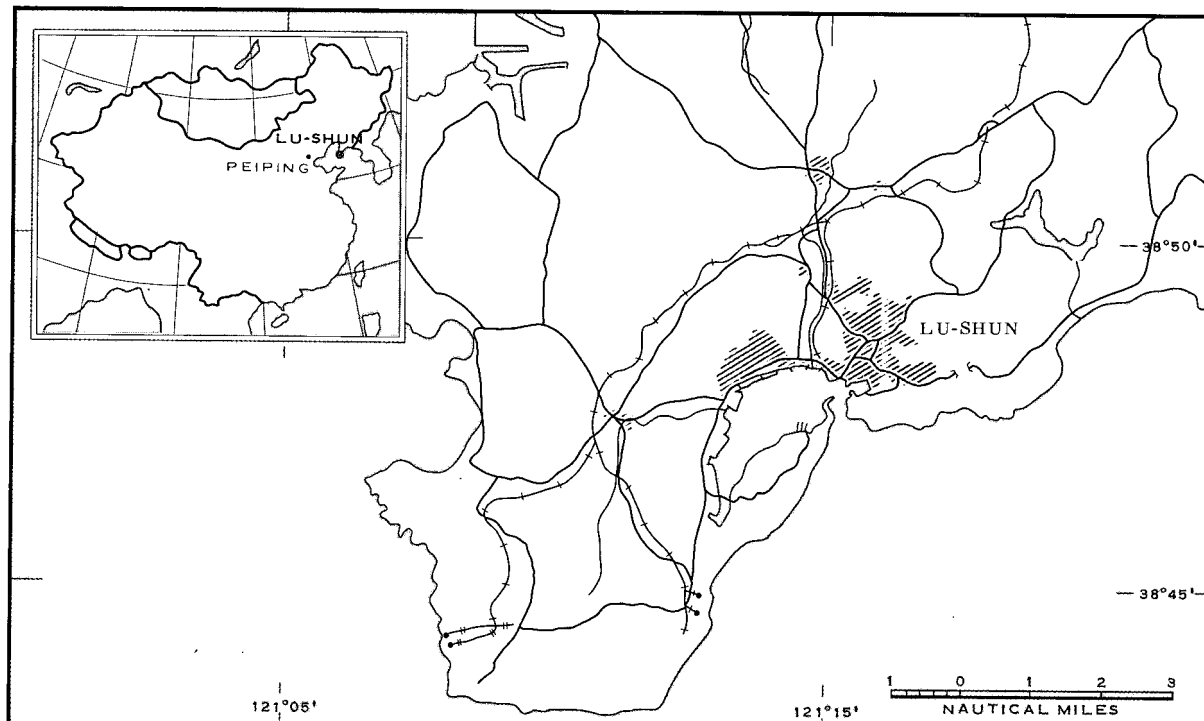 LU-SHUN
PEIPING
38°50'
LU-SHUN
38°45'
121°05'
121°15'
1 0 1 2 3
NAUTICAL MILES